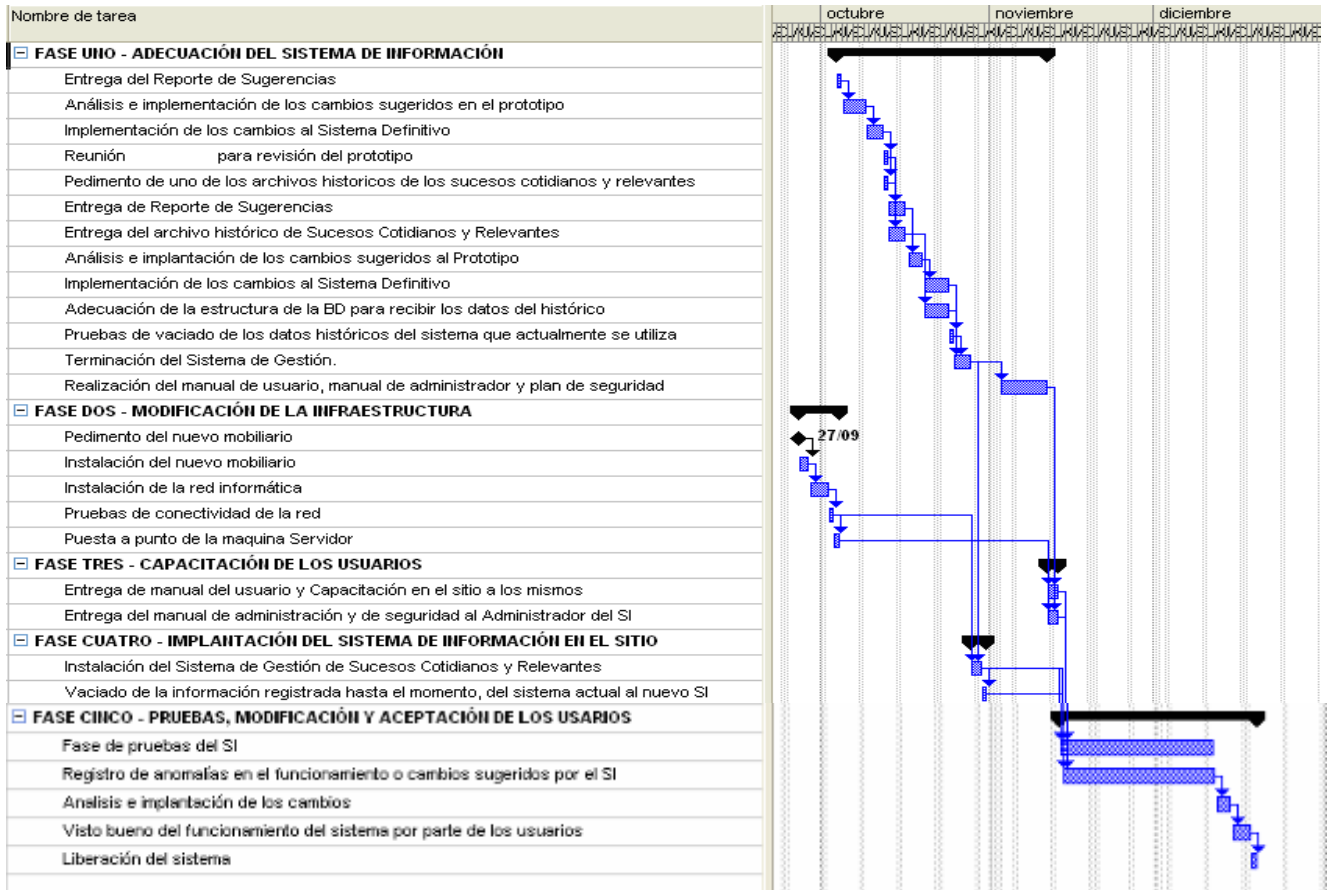 Nombre de tarea
octubre noviembre diciembre
FASE UNO - ADECUACIÓN DEL SISTEMA DE INFORMACIÓN
Entrega del Reporte de Sugerencias
Análisis e implementación de los cambios sugeridos en el prototipo
Implementación de los cambios al Sistema Definitivo
Reunión para revisión del prototipo
Pedimento de uno de los archivos historicos de los sucesos cotidianos y relevantes
Entrega de Reporte de Sugerencias
Entrega del archivo histórico de Sucesos Cotidianos y Relevantes
Análisis e implantación de los cambios sugeridos al Prototipo
Implementación de los cambios al Sistema Definitivo
Adecuación de la estructura de la BD para recibir los datos del histórico
Pruebas de vaciado de los datos históricos del sistema que actualmente se utiliza
Terminación del Sistema de Gestión.
Realización del manual de usuario, manual de administrador y plan de seguridad
FASE DOS - MODIFICACIÓN DE LA INFRAESTRUCTURA
Pedimento del nuevo mobiliario
27/09
Instalación del nuevo mobiliario
Instalación de la red informática
Pruebas de conectividad de la red
Puesta a punto de la maquina Servidor
FASE TRES - CAPACITACIÓN DE LOS USUARIOS
Entrega de manual del usuario y Capacitación en el sitio a los mismos
Entrega del manual de administración y de seguridad al Administrador del SI
FASE CUATRO - IMPLANTACIÓN DEL SISTEMA DE INFORMACIÓN EN EL SITIO
Instalación del Sistema de Gestión de Sucesos Cotidianos y Relevantes
Vaciado de la información registrada hasta el momento, del sistema actual al nuevo SI
FASE CINCO - PRUEBAS, MODIFICACIÓN Y ACEPTACIÓN DE LOS USARIOS
Fase de pruebas del SI
Registro de anomalías en el funcionamiento o cambios sugeridos por el SI
Analisis e implantación de los cambios
Visto bueno del funcionamiento del sistema por parte de los usuarios
Liberación del sistema